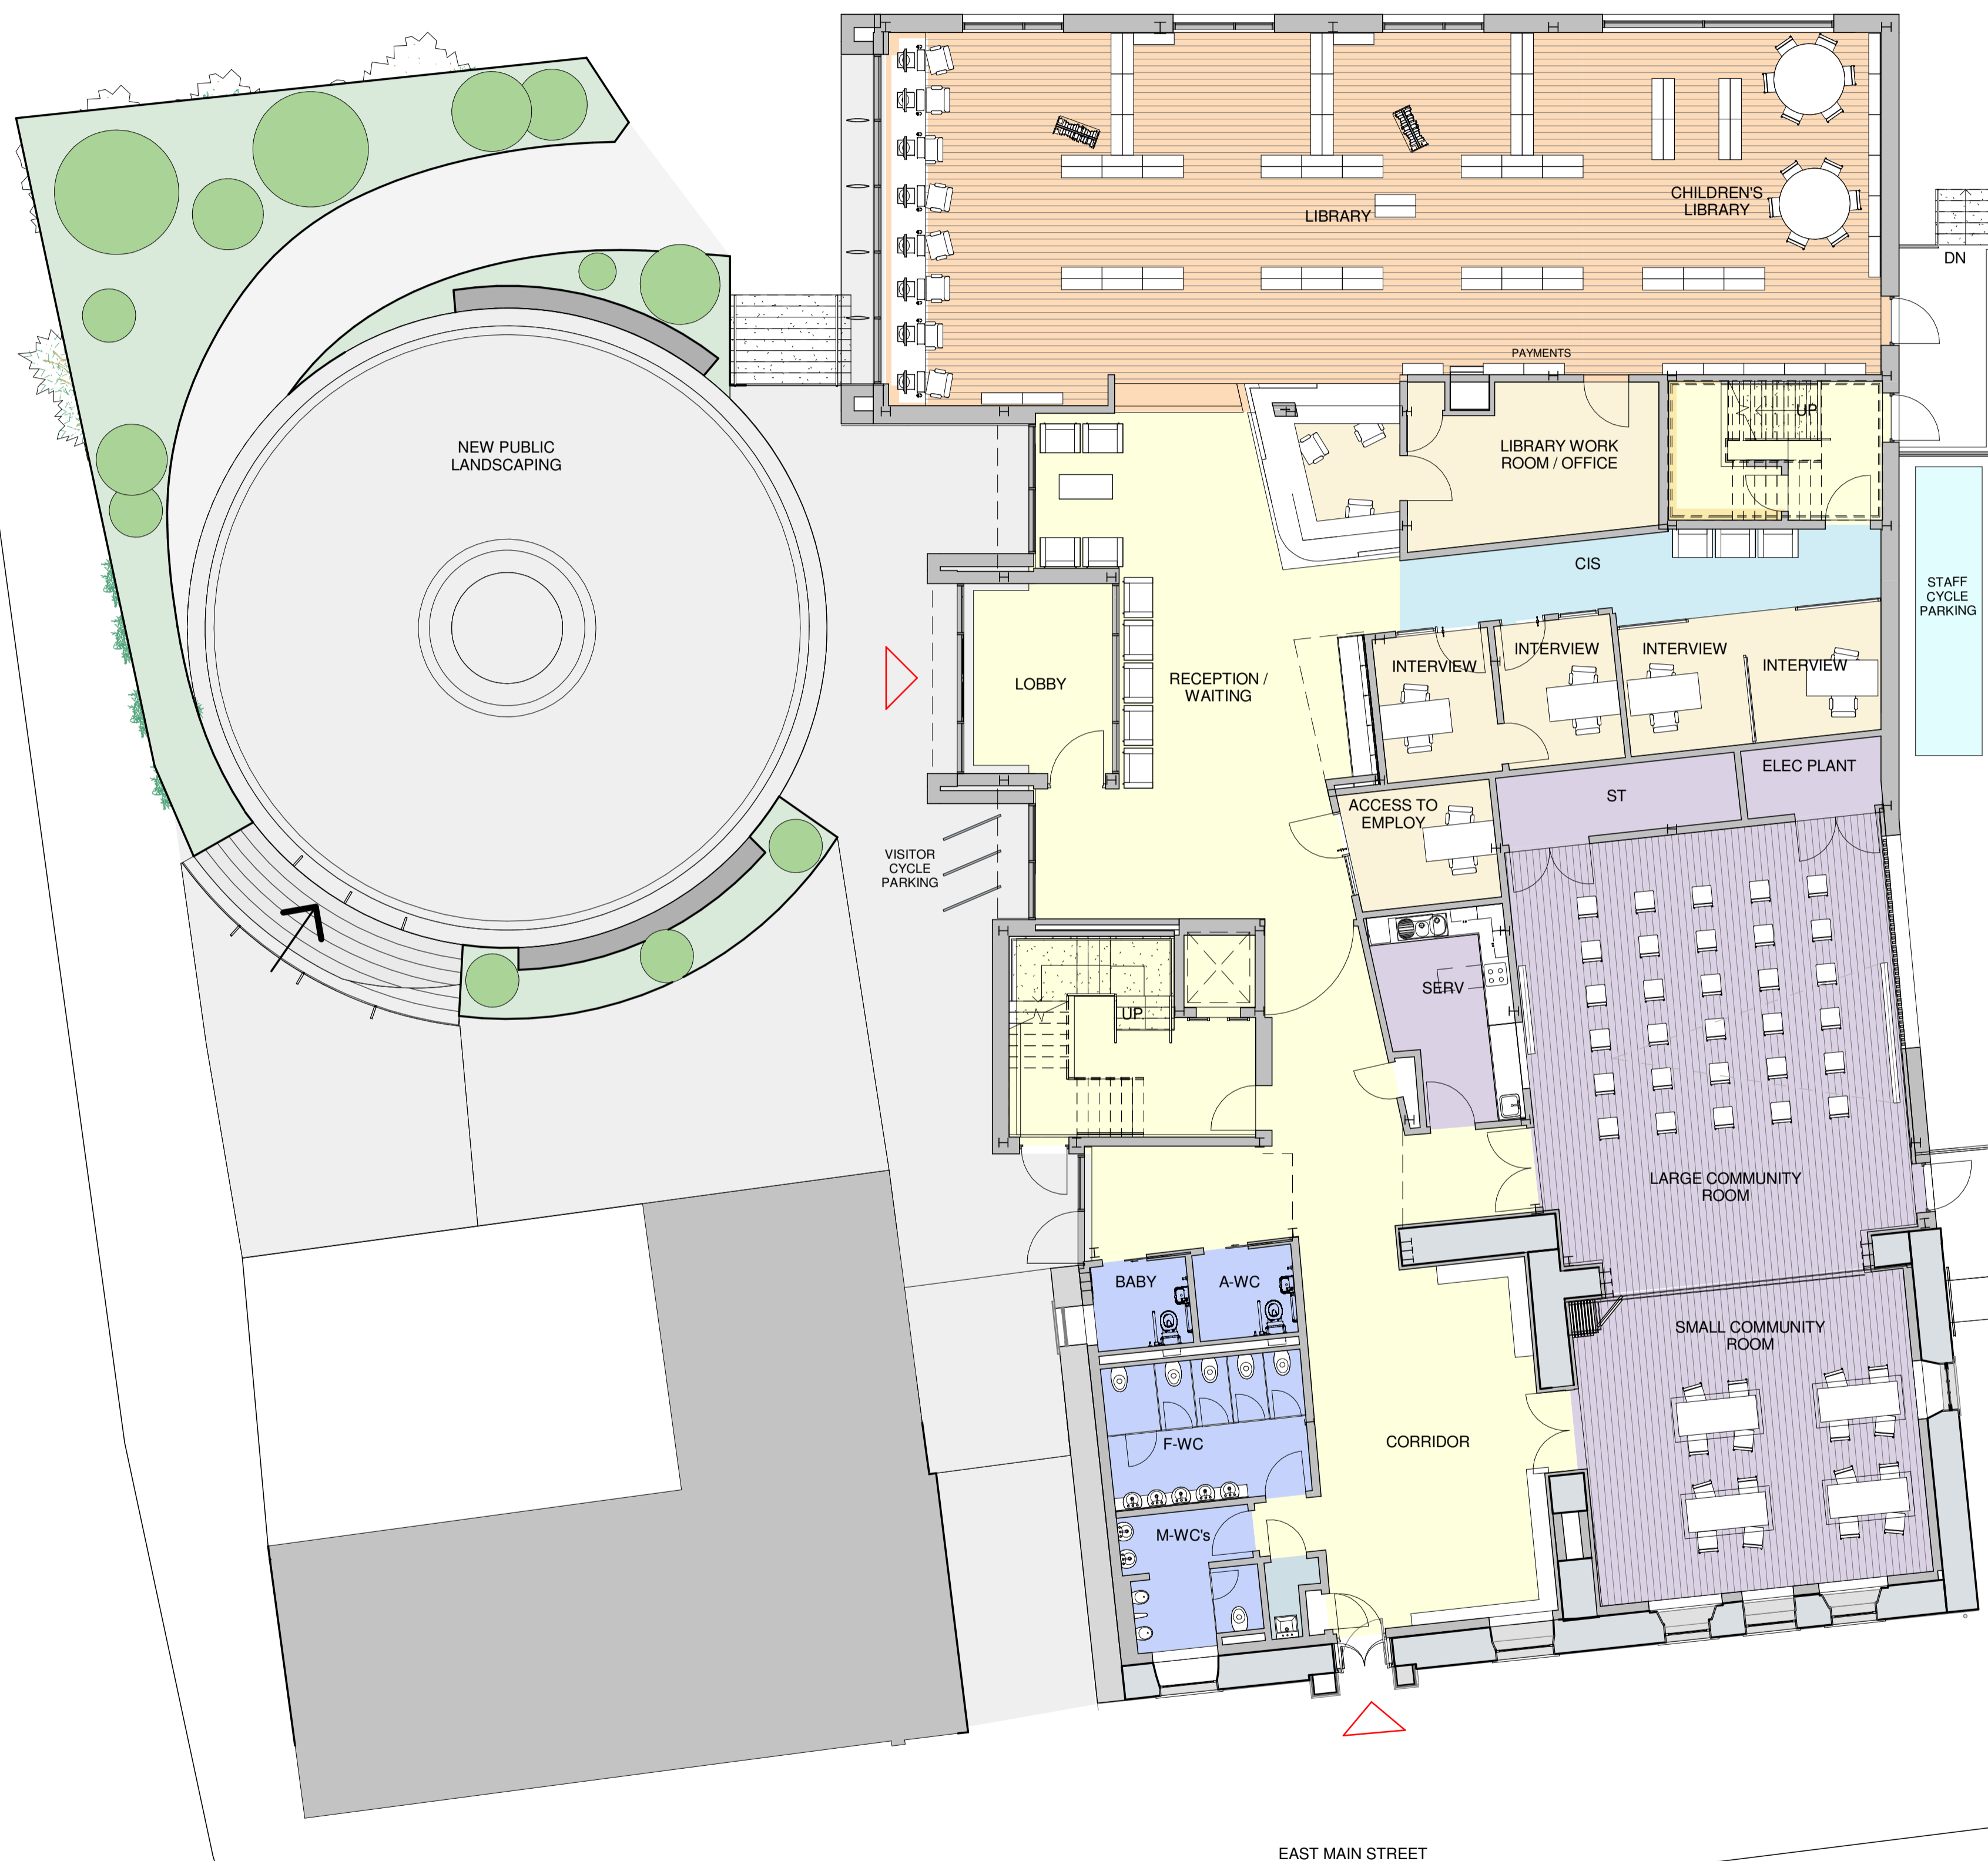 CHILDREN'S
LIBRARY
LIBRARY
DN
PAYMENTS
UP
NEW PUBLIC
LANDSCAPING
LIBRARY WORK
ROOM / OFFICE
CIS
STAFF
CYCLE
PARKING
INTERVIEW
INTERVIEW
INTERVIEW
INTERVIEW
LOBBY
RECEPTION /
WAITING
ELEC PLANT
ST
ACCESS TO
EMPLOY
VISITOR
CYCLE
PARKING
SERV
UP
LARGE COMMUNITY
ROOM
BABY
A-WC
SMALL COMMUNITY
ROOM
F-WC
CORRIDOR
M-WC's
EAST MAIN STREET